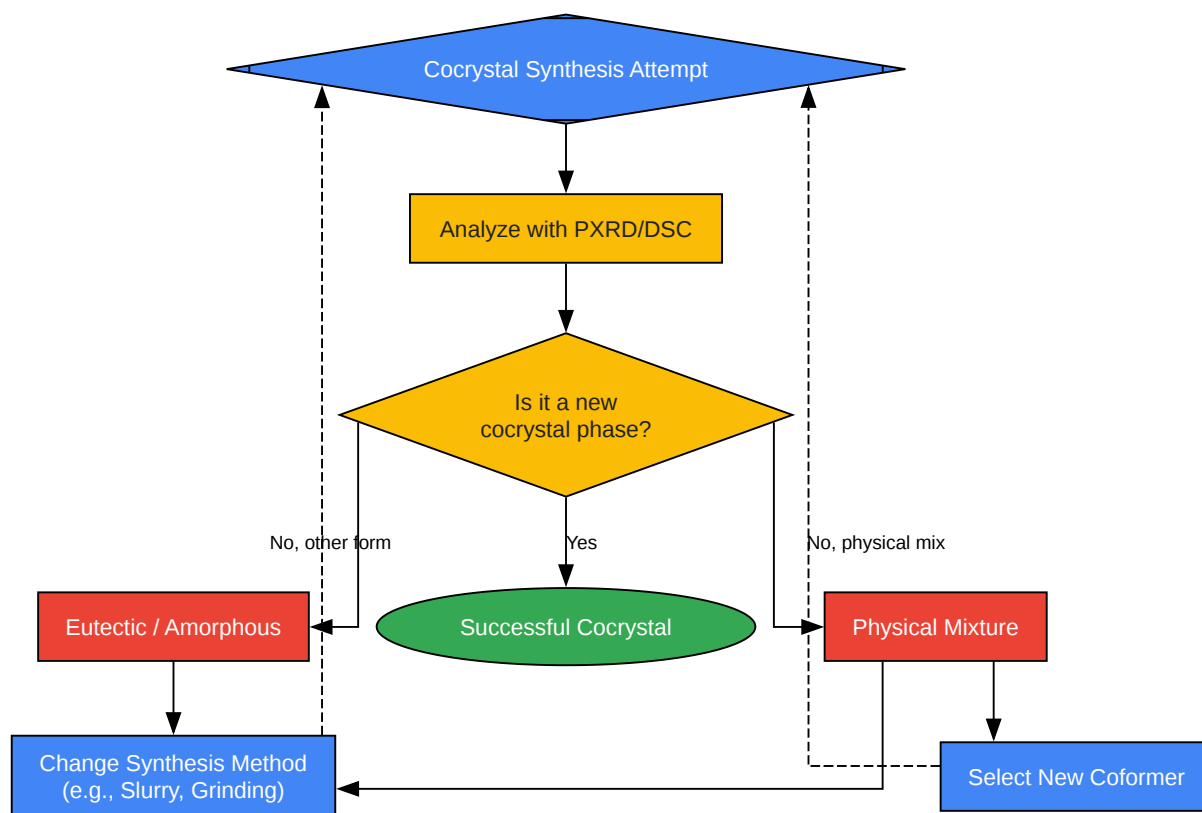 Cocrystal Synthesis Attempt
Analyze with PXRD/DSC
Is it a new
cocrystal phase?
No, other form
Yes
No, physical mix
Eutectic / Amorphous
Successful Cocrystal
Physical Mixture
Change Synthesis Method
(e.g., Slurry, Grinding)
Select New Coformer